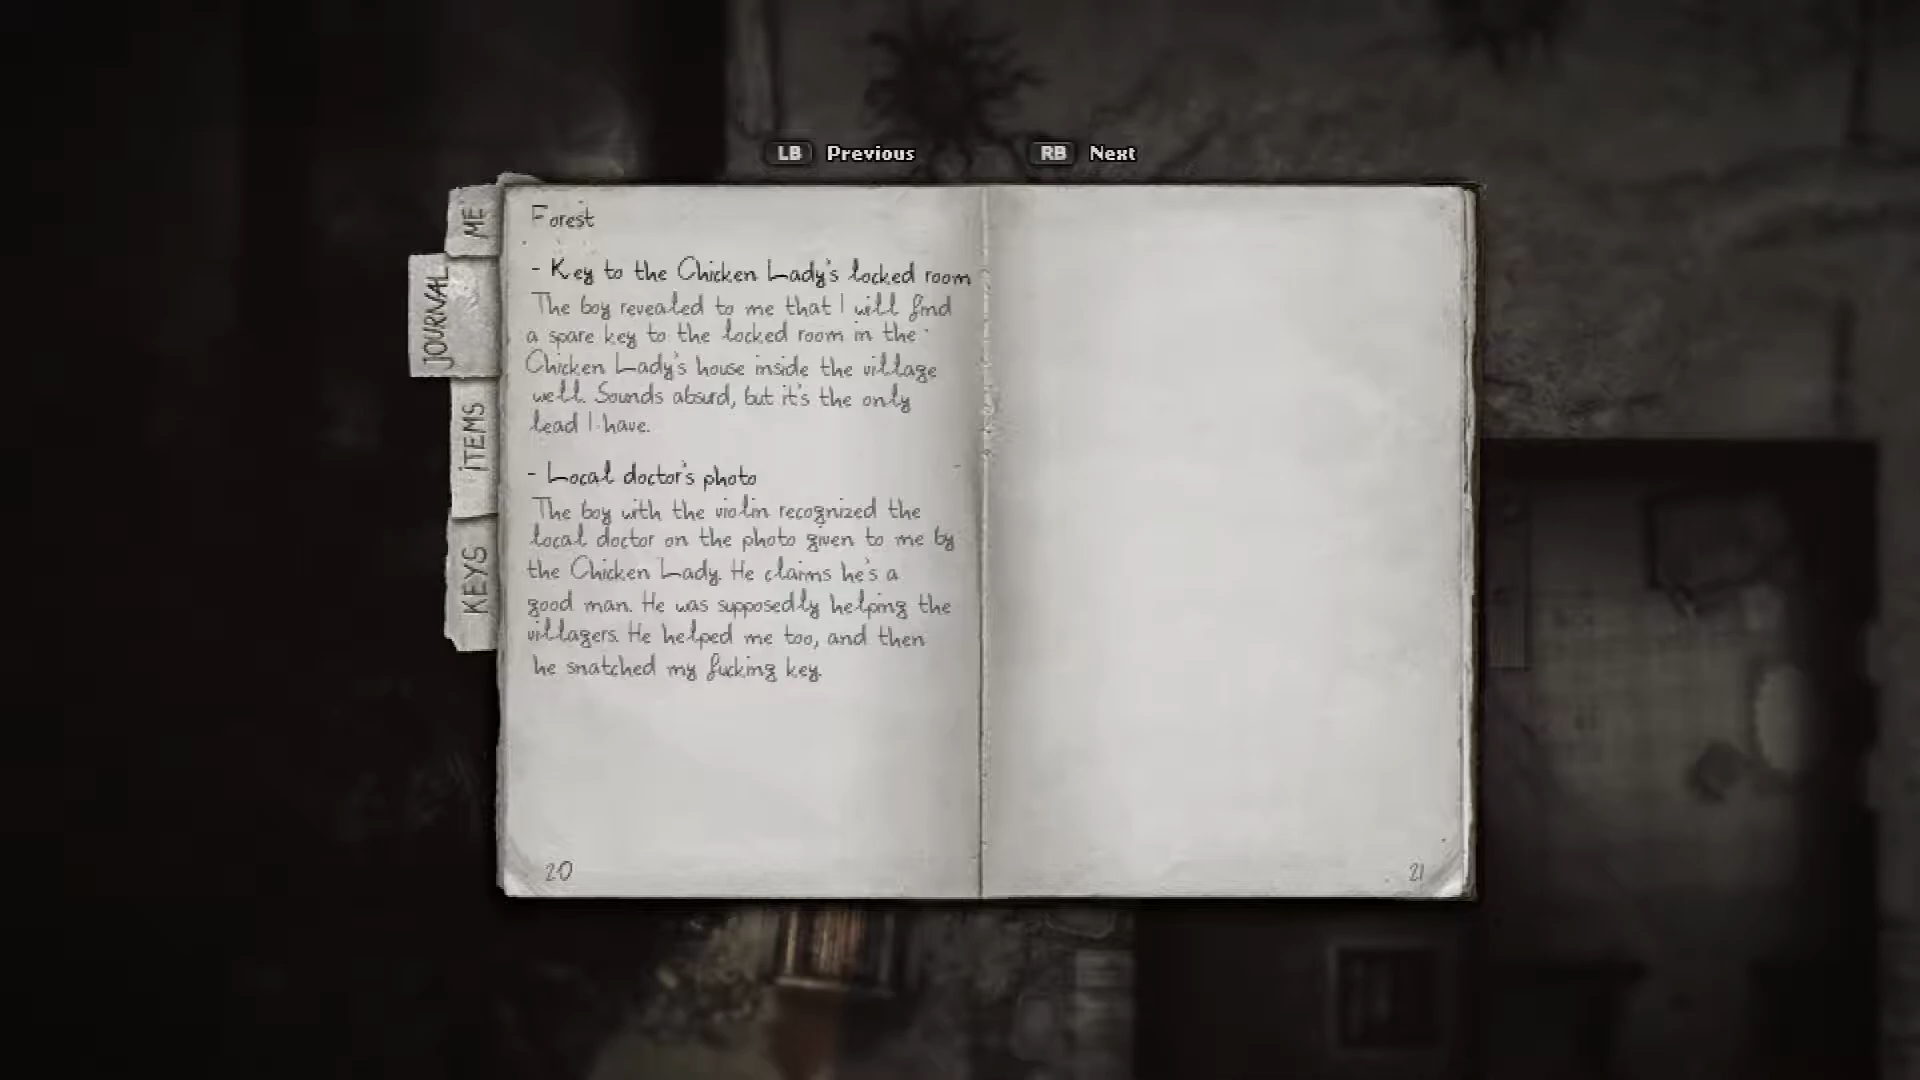 LB Previous RB Next
ME
JOURNAL
ITEMS
KEYS
Forest
- Key to the Chicken Lady's locked room
The boy revealed to me that I will find
a spare key to the locked room in the
Chicken Lady's house inside the village
well. Sounds absurd, but it's the only
lead I have.
- Local doctor's photo
The boy with the violin recognized the
local doctor on the photo given to me by
the Chicken Lady. He claims he's a
good man. He was supposedly helping the
villagers. He helped me too, and then
he snatched my fucking key.
20
21